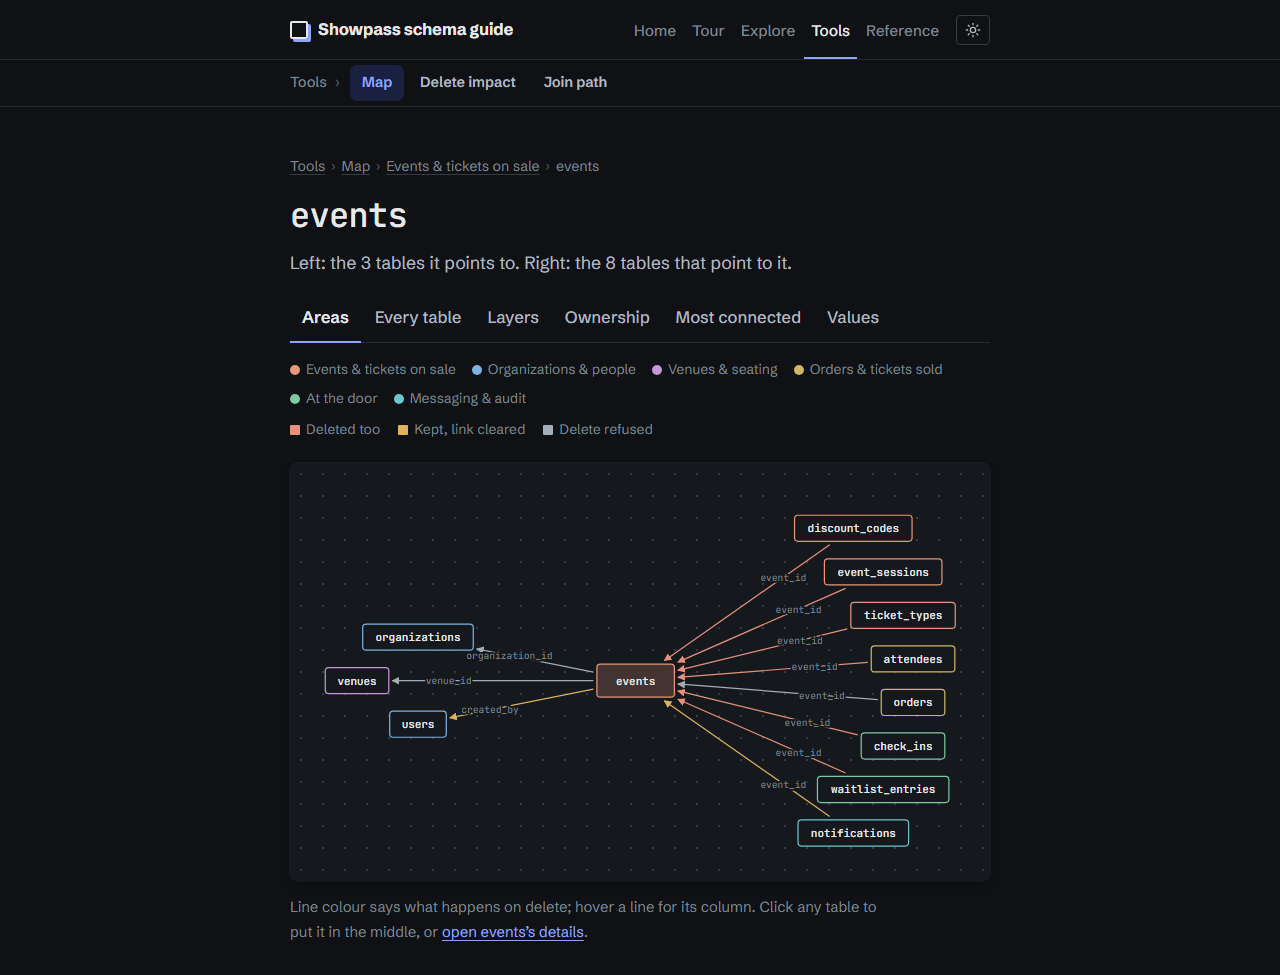 Showpass schema guide
Home Tour Explore Tools Reference
Tools › Map Delete impact Join path
Tools › Map › Events & tickets on sale › events
events
Left: the 3 tables it points to. Right: the 8 tables that point to it.
Areas Every table Layers Ownership Most connected Values
Events & tickets on sale Organizations & people Venues & seating Orders & tickets sold
At the door Messaging & audit
Deleted too Kept, link cleared Delete refused
discount_codes
event_id
event_sessions
event_id
ticket_types
organizations
event_id
organization_id
attendees
event_id
venues
venue_id
events
event_id
orders
created_by
users
event_id
check_ins
event_id
event_id
waitlist_entries
notifications
Line colour says what happens on delete; hover a line for its column. Click any table to
put it in the middle, or open events’s details.